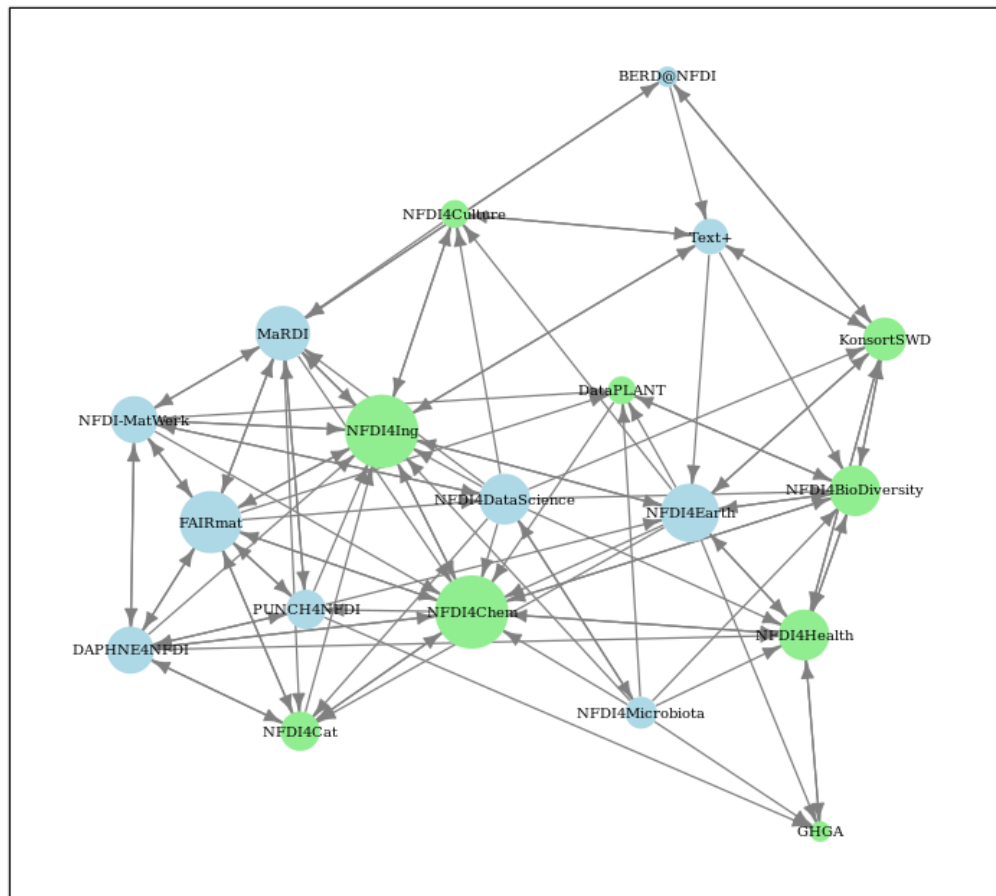 BERD@NFDI
NFDI4Culture
Text+
MaRDI
KonsortSWD
DataPLANT
NFDI-MatWerk
NFDI4Ing
NFDI4DataScience
NFDI4BioDiversity
NFDI4Earth
FAIRmat
PUNCH4NFDI
NFDI4Chem
NFDI4Health
DAPHNE4NFDI
NFDI4Microbiota
NFDI4Cat
GHGA